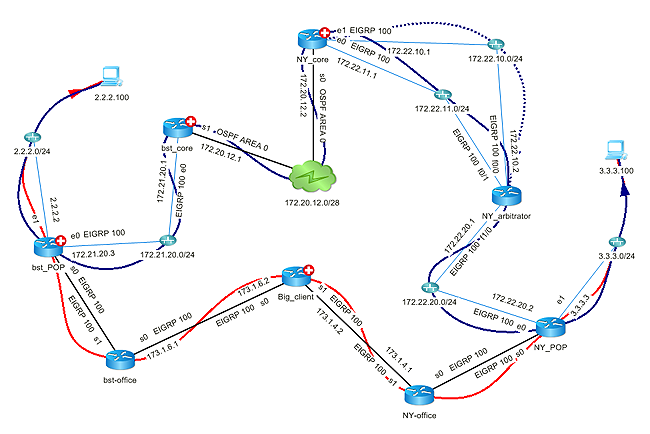 e1 EIGRP 100
e0 EIGRP 100
NY_core
172.22.10.1
172.22.10.0/24
172.22.11.1
172.22.11.0/24
2.2.2.100
172.20.12.2
s0 OSPF AREA 0
s1 OSPF AREA 0
bst_core
172.20.12.1
2.2.2.0/24
172.21.20.1
EIGRP 100 e0
EIGRP 100 f0/0
172.22.10.2
EIGRP 100 f0/1
3.3.3.100
172.20.12.0/28
NY_arbitrator
e1
2.2.2.2
e0 EIGRP 100
172.21.20.3
172.21.20.0/24
bst_POP
172.22.20.1
EIGRP 100 f1/0
3.3.3.0/24
s0 EIGRP 100
EIGRP 100 s1
173.1.6.2
Big_client
s1 EIGRP 100
172.22.20.0/24
172.22.20.2
EIGRP 100 e0
e1
3.3.3.3
NY_POP
s0 EIGRP 100
EIGRP 100 s0
173.1.6.1
173.1.4.2
173.1.4.1
EIGRP 100 s1
s0 EIGRP 100
EIGRP 100 s0
bst-office
NY-office